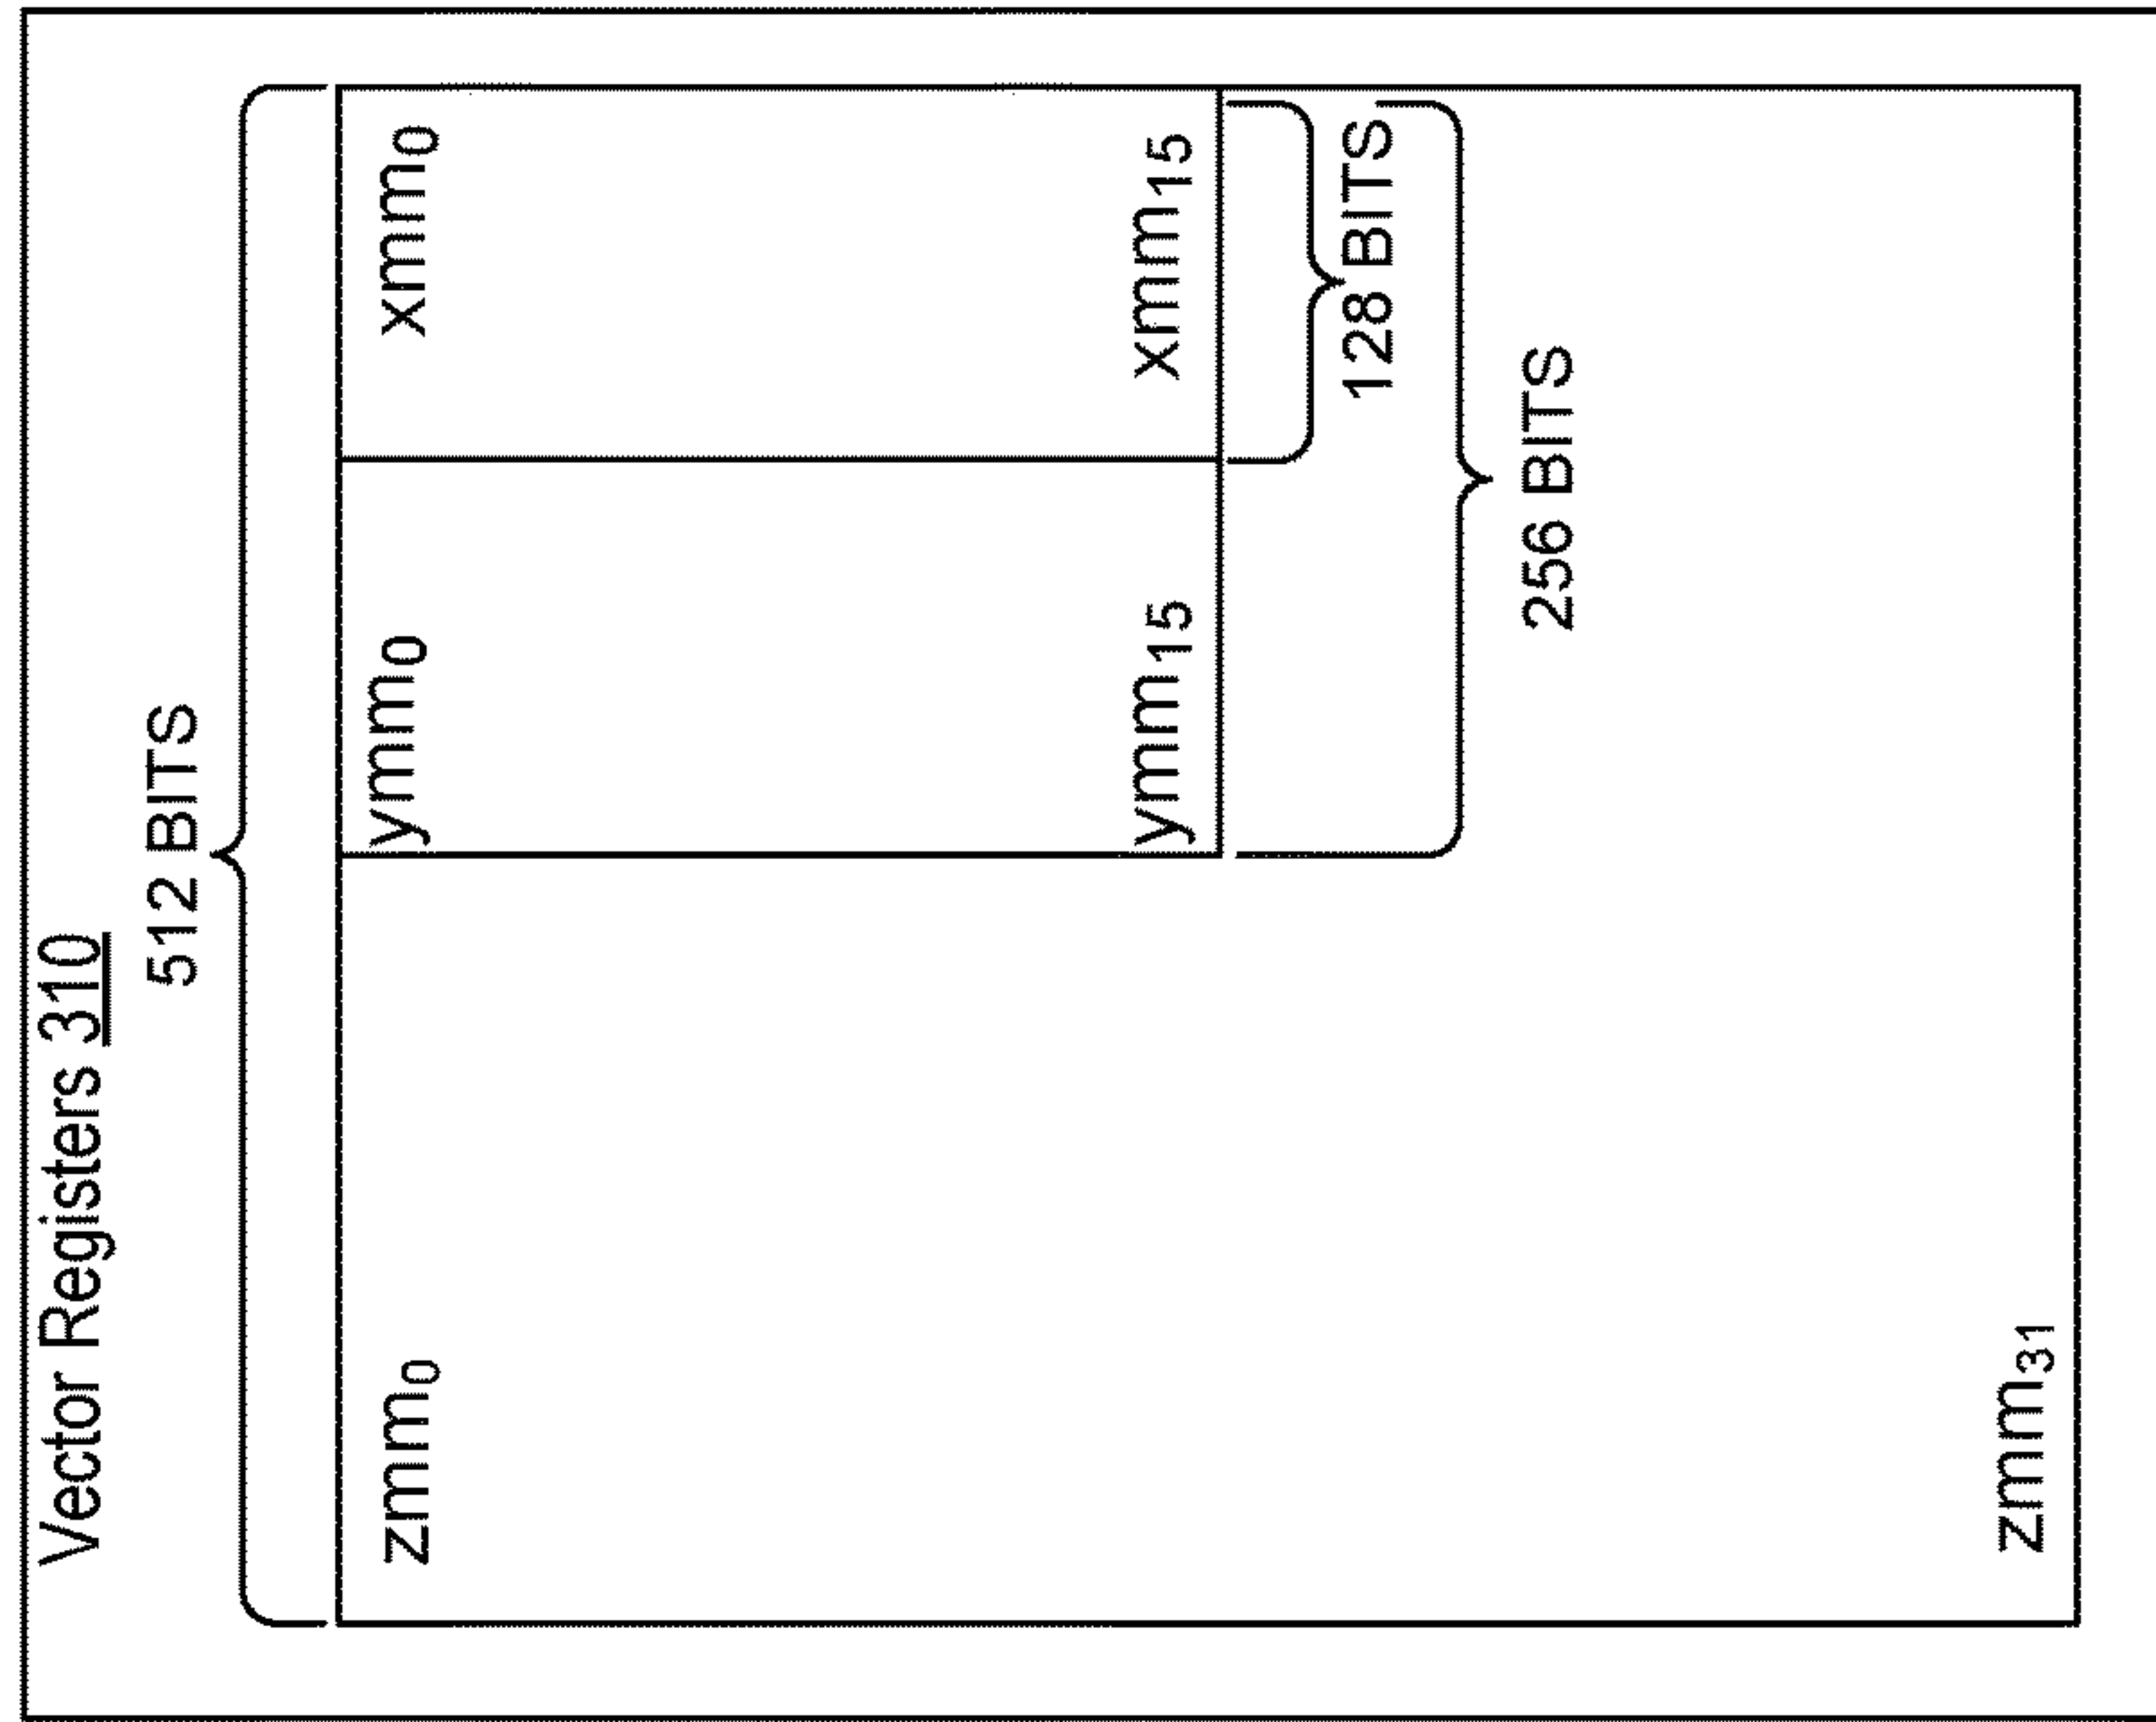 Vector Registers 310
512 BITS
zmm0 ymm0 xmm0
ymm15 xmm15
128 BITS
256 BITS
zmm31